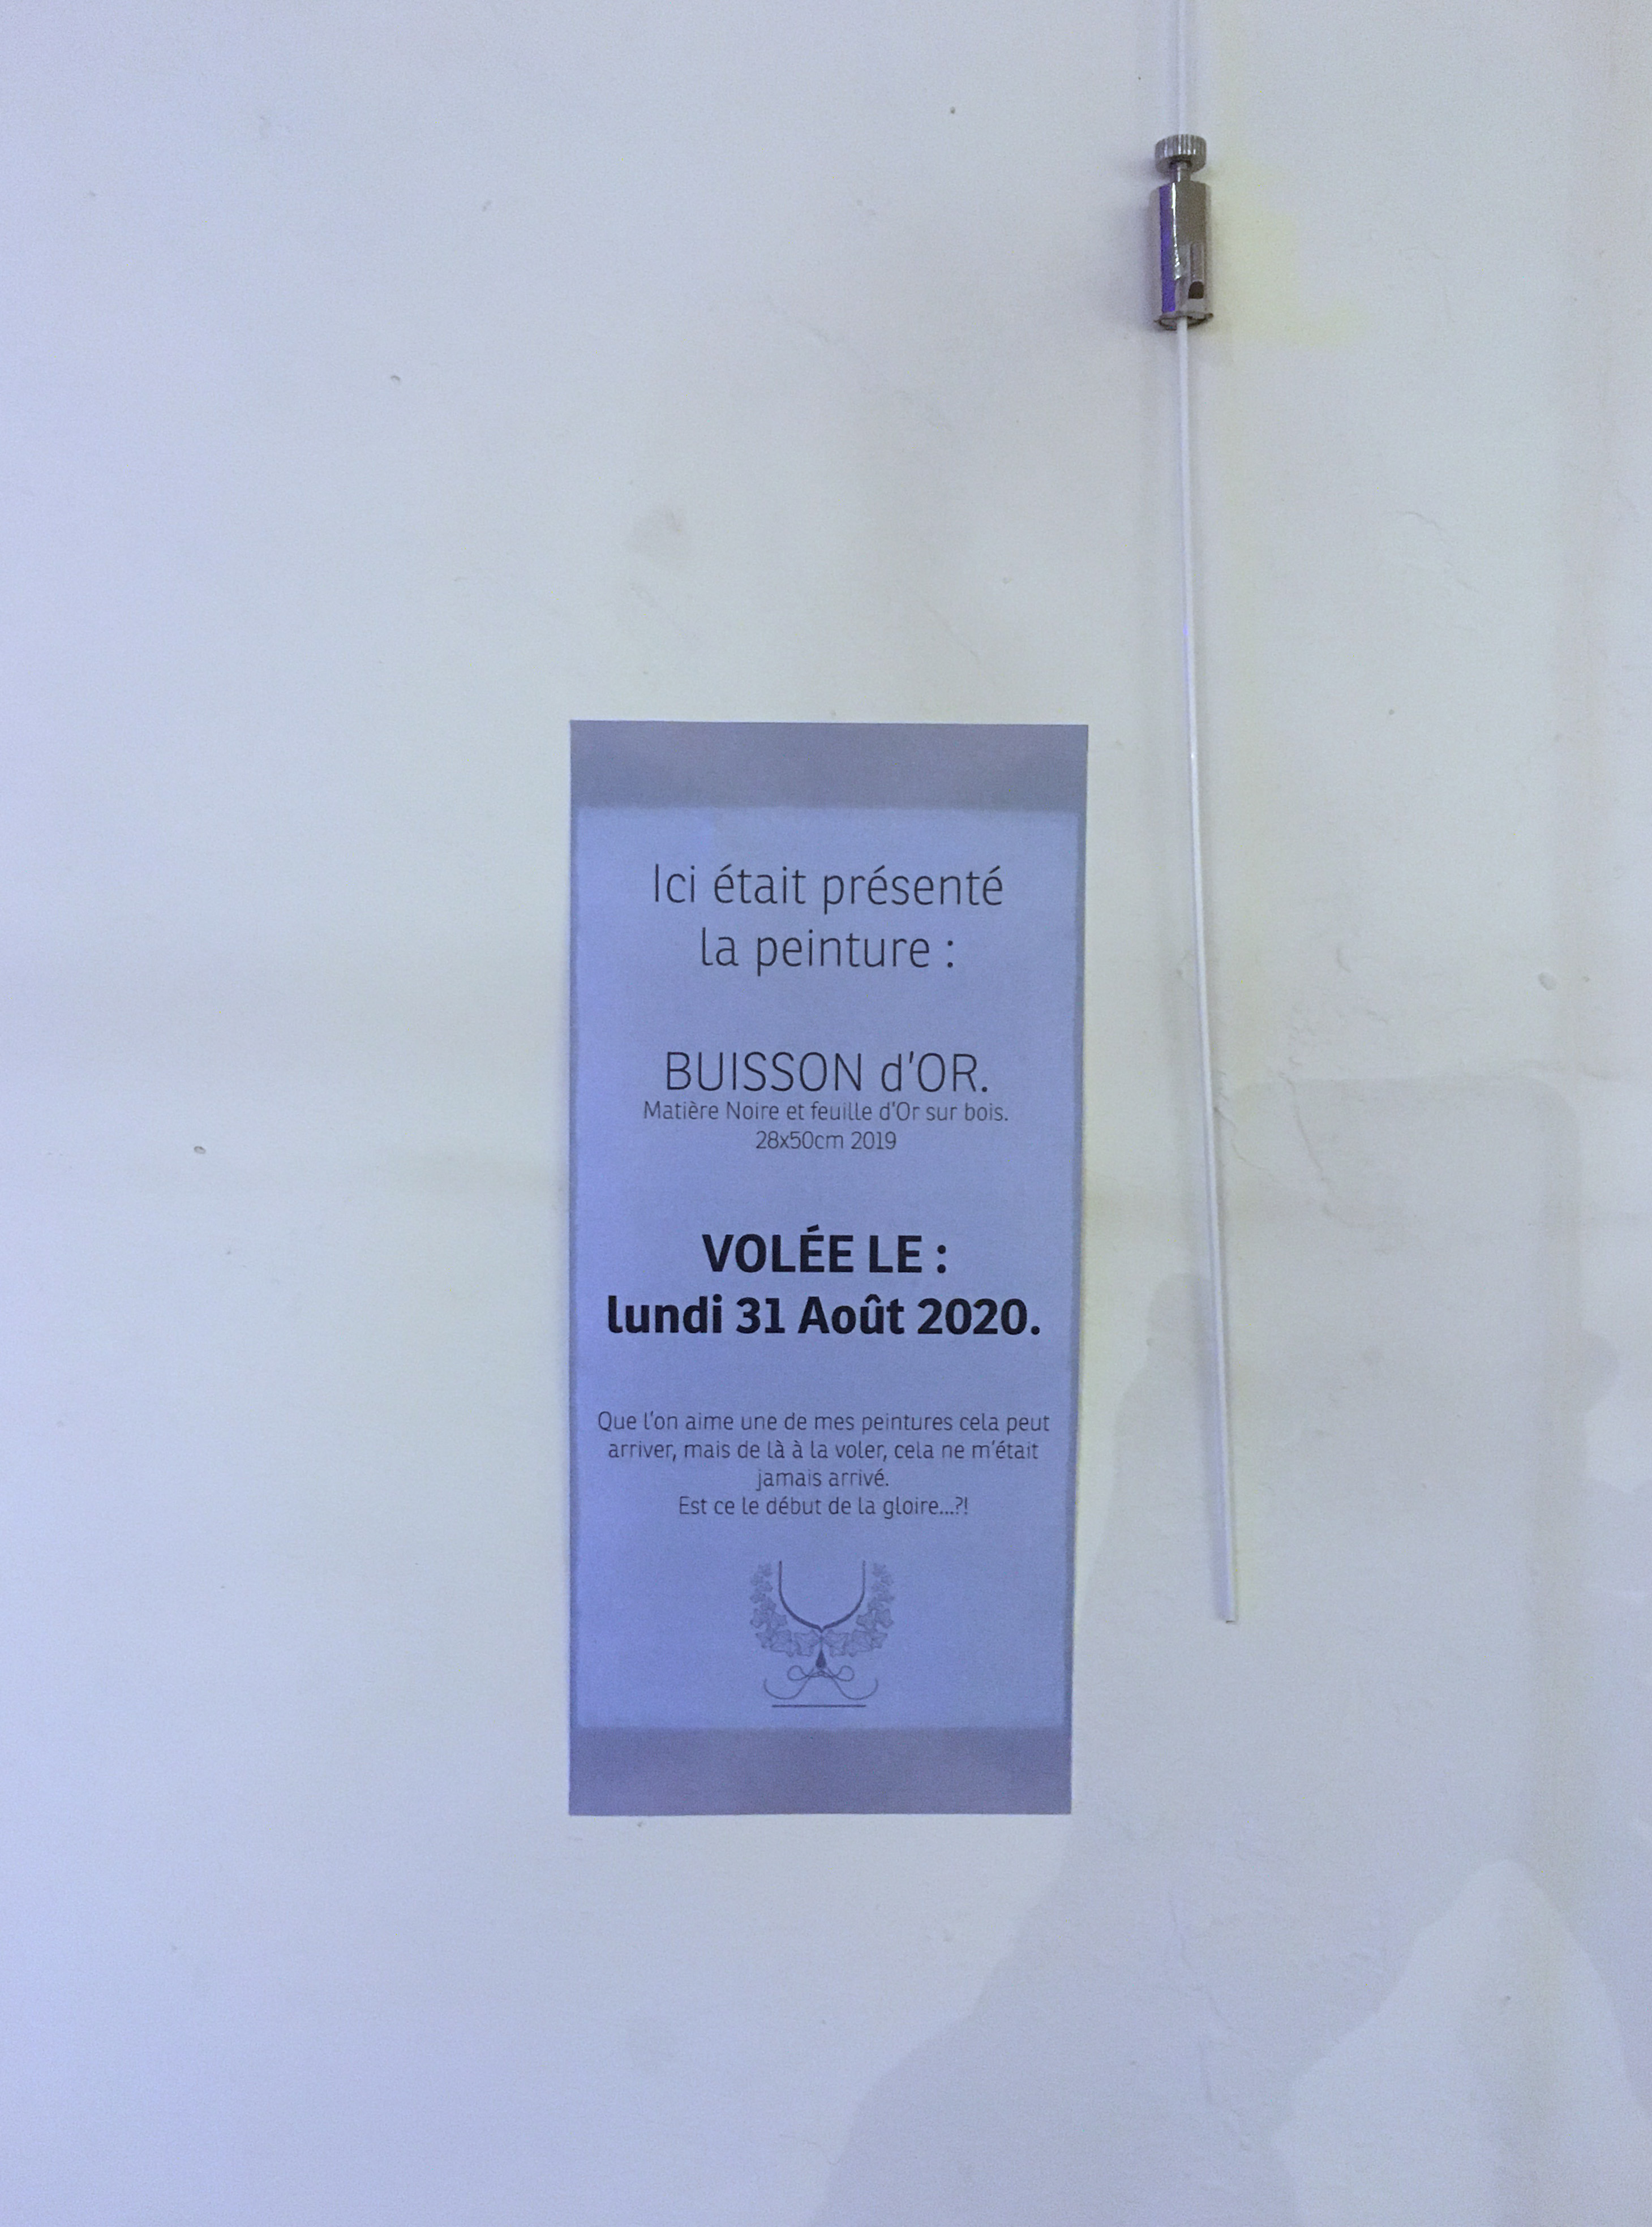 Ici était présenté
la peinture :
BUISSON d'OR.
Matière Noire et feuille d'Or sur bois.
28x50cm 2019
VOLÉE LE :
lundi 31 Août 2020.
Que l'on aime une de mes peintures cela peut
arriver, mais de là à la voler, cela ne m'était
jamais arrivé.
Est ce le début de la gloire...?!